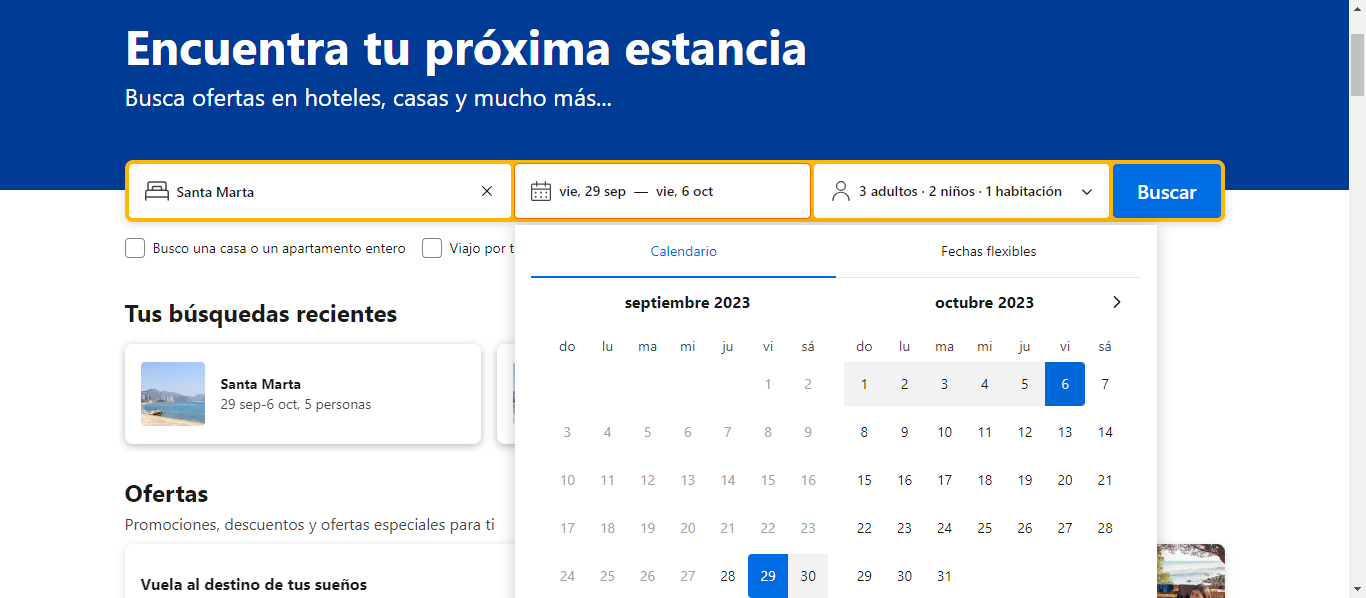 Encuentra tu próxima estancia
Busca ofertas en hoteles, casas y mucho más...
Santa Marta
vie, 29 sep — vie, 6 oct
3 adultos · 2 niños · 1 habitación
Buscar
Busco una casa o un apartamento entero
Viajo por t
Calendario
Fechas flexibles
septiembre 2023
do lu ma mi ju vi sá
1 2
3 4 5 6 7 8 9
10 11 12 13 14 15 16
17 18 19 20 21 22 23
24 25 26 27 28 29 30
octubre 2023
do lu ma mi ju vi sá
1 2 3 4 5 6 7
8 9 10 11 12 13 14
15 16 17 18 19 20 21
22 23 24 25 26 27 28
29 30 31
Tus búsquedas recientes
Santa Marta
29 sep-6 oct, 5 personas
Ofertas
Promociones, descuentos y ofertas especiales para ti
Vuela al destino de tus sueños